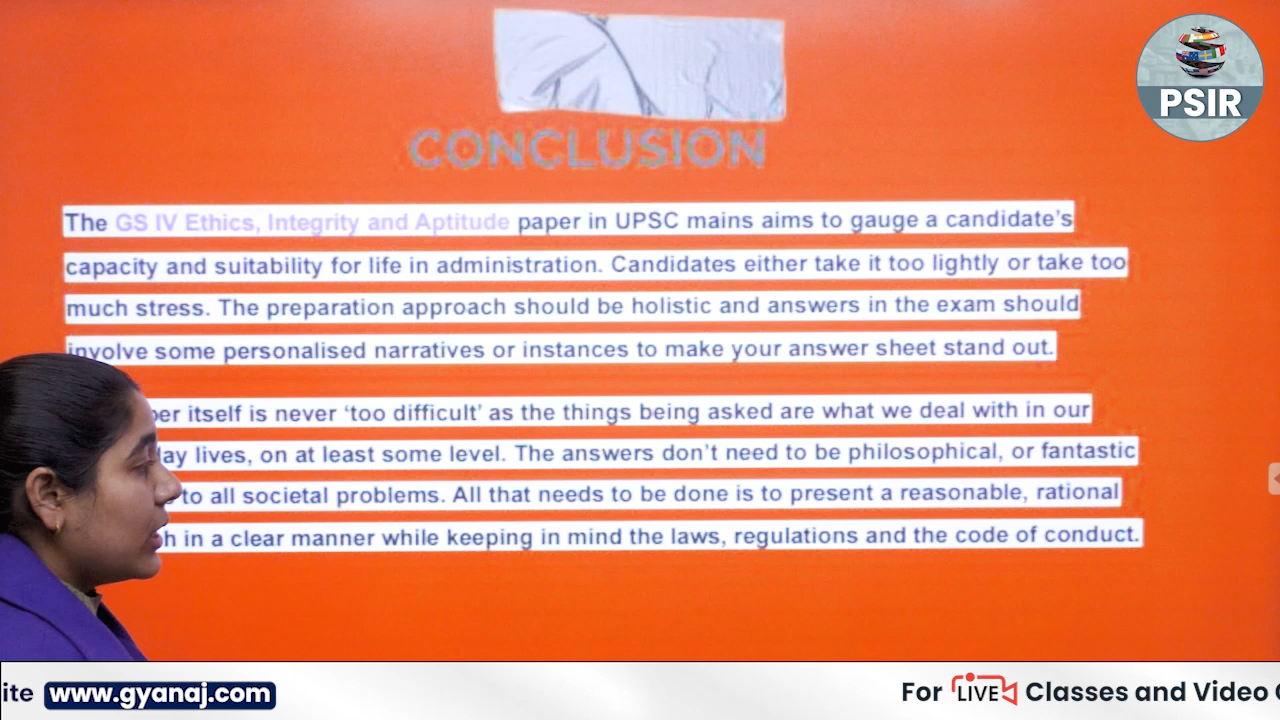 PSIR
CONCLUSION
The GS IV Ethics, Integrity and Aptitude paper in UPSC mains aims to gauge a candidate's
capacity and suitability for life in administration. Candidates either take it too lightly or take too
much stress. The preparation approach should be holistic and answers in the exam should
involve some personalised narratives or instances to make your answer sheet stand out.
itself is never ‘too difficult’ as the things being asked are what we deal with in our
lives, on at least some level. The answers don't need to be philosophical, or fantastic
to all societal problems. All that needs to be done is to present a reasonable, rational
in a clear manner while keeping in mind the laws, regulations and the code of conduct.
www.gyanaj.com For LIVE Classes and Video